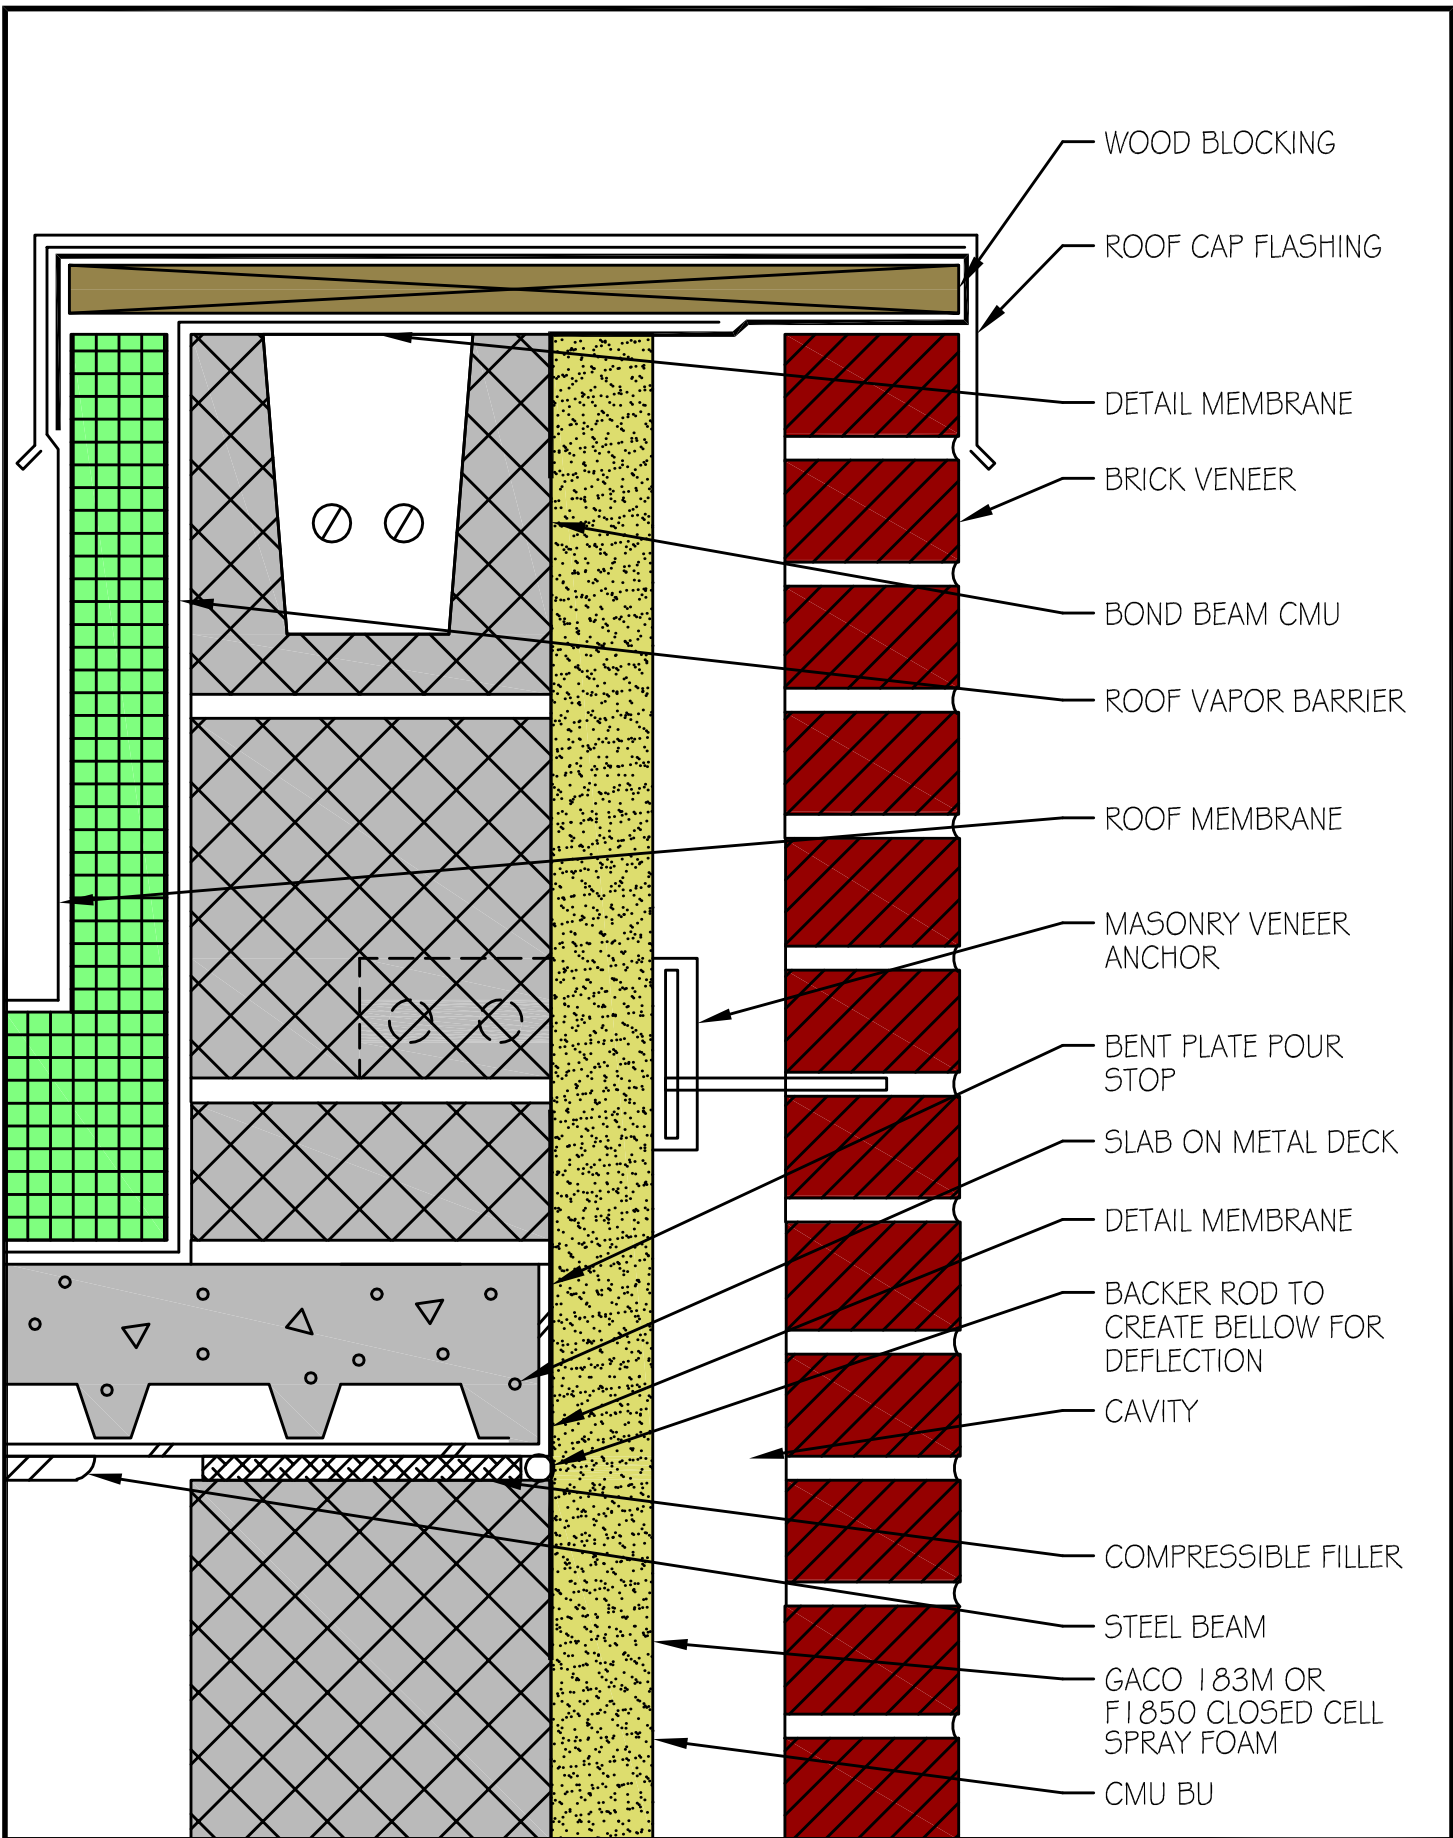 WOOD BLOCKING
ROOF CAP FLASHING
DETAIL MEMBRANE
BRICK VENEER
BOND BEAM CMU
ROOF VAPOR BARRIER
ROOF MEMBRANE
MASONRY VENEER
ANCHOR
BENT PLATE POUR
STOP
SLAB ON METAL DECK
DETAIL MEMBRANE
BACKER ROD TO
CREATE BELLOW FOR
DEFLECTION
CAVITY
COMPRESSIBLE FILLER
STEEL BEAM
GACO 183M OR
F1850 CLOSED CELL
SPRAY FOAM
CMU BU